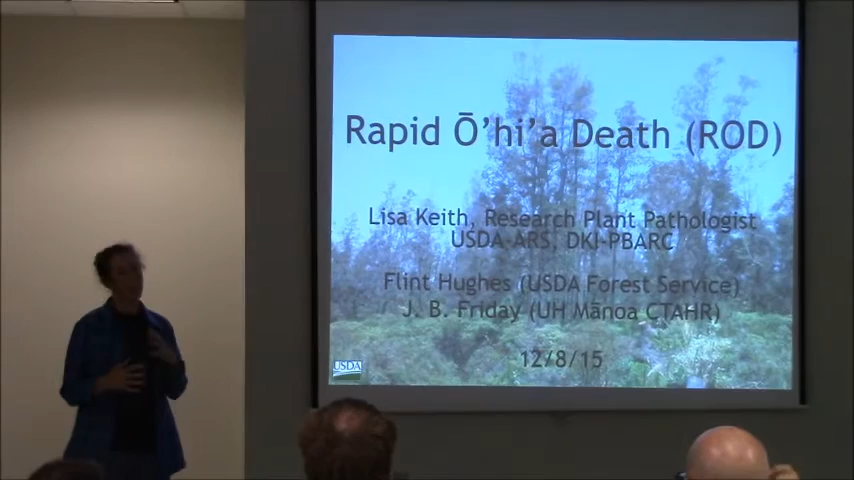 Rapid Ō'hi'a Death (ROD)
Lisa Keith, Research Plant Pathologist
USDA-ARS, DKI-PBARC
Flint Hughes (USDA Forest Service)
J. B. Friday (UH Mānoa, CTAHR)
12/8/15
USDA